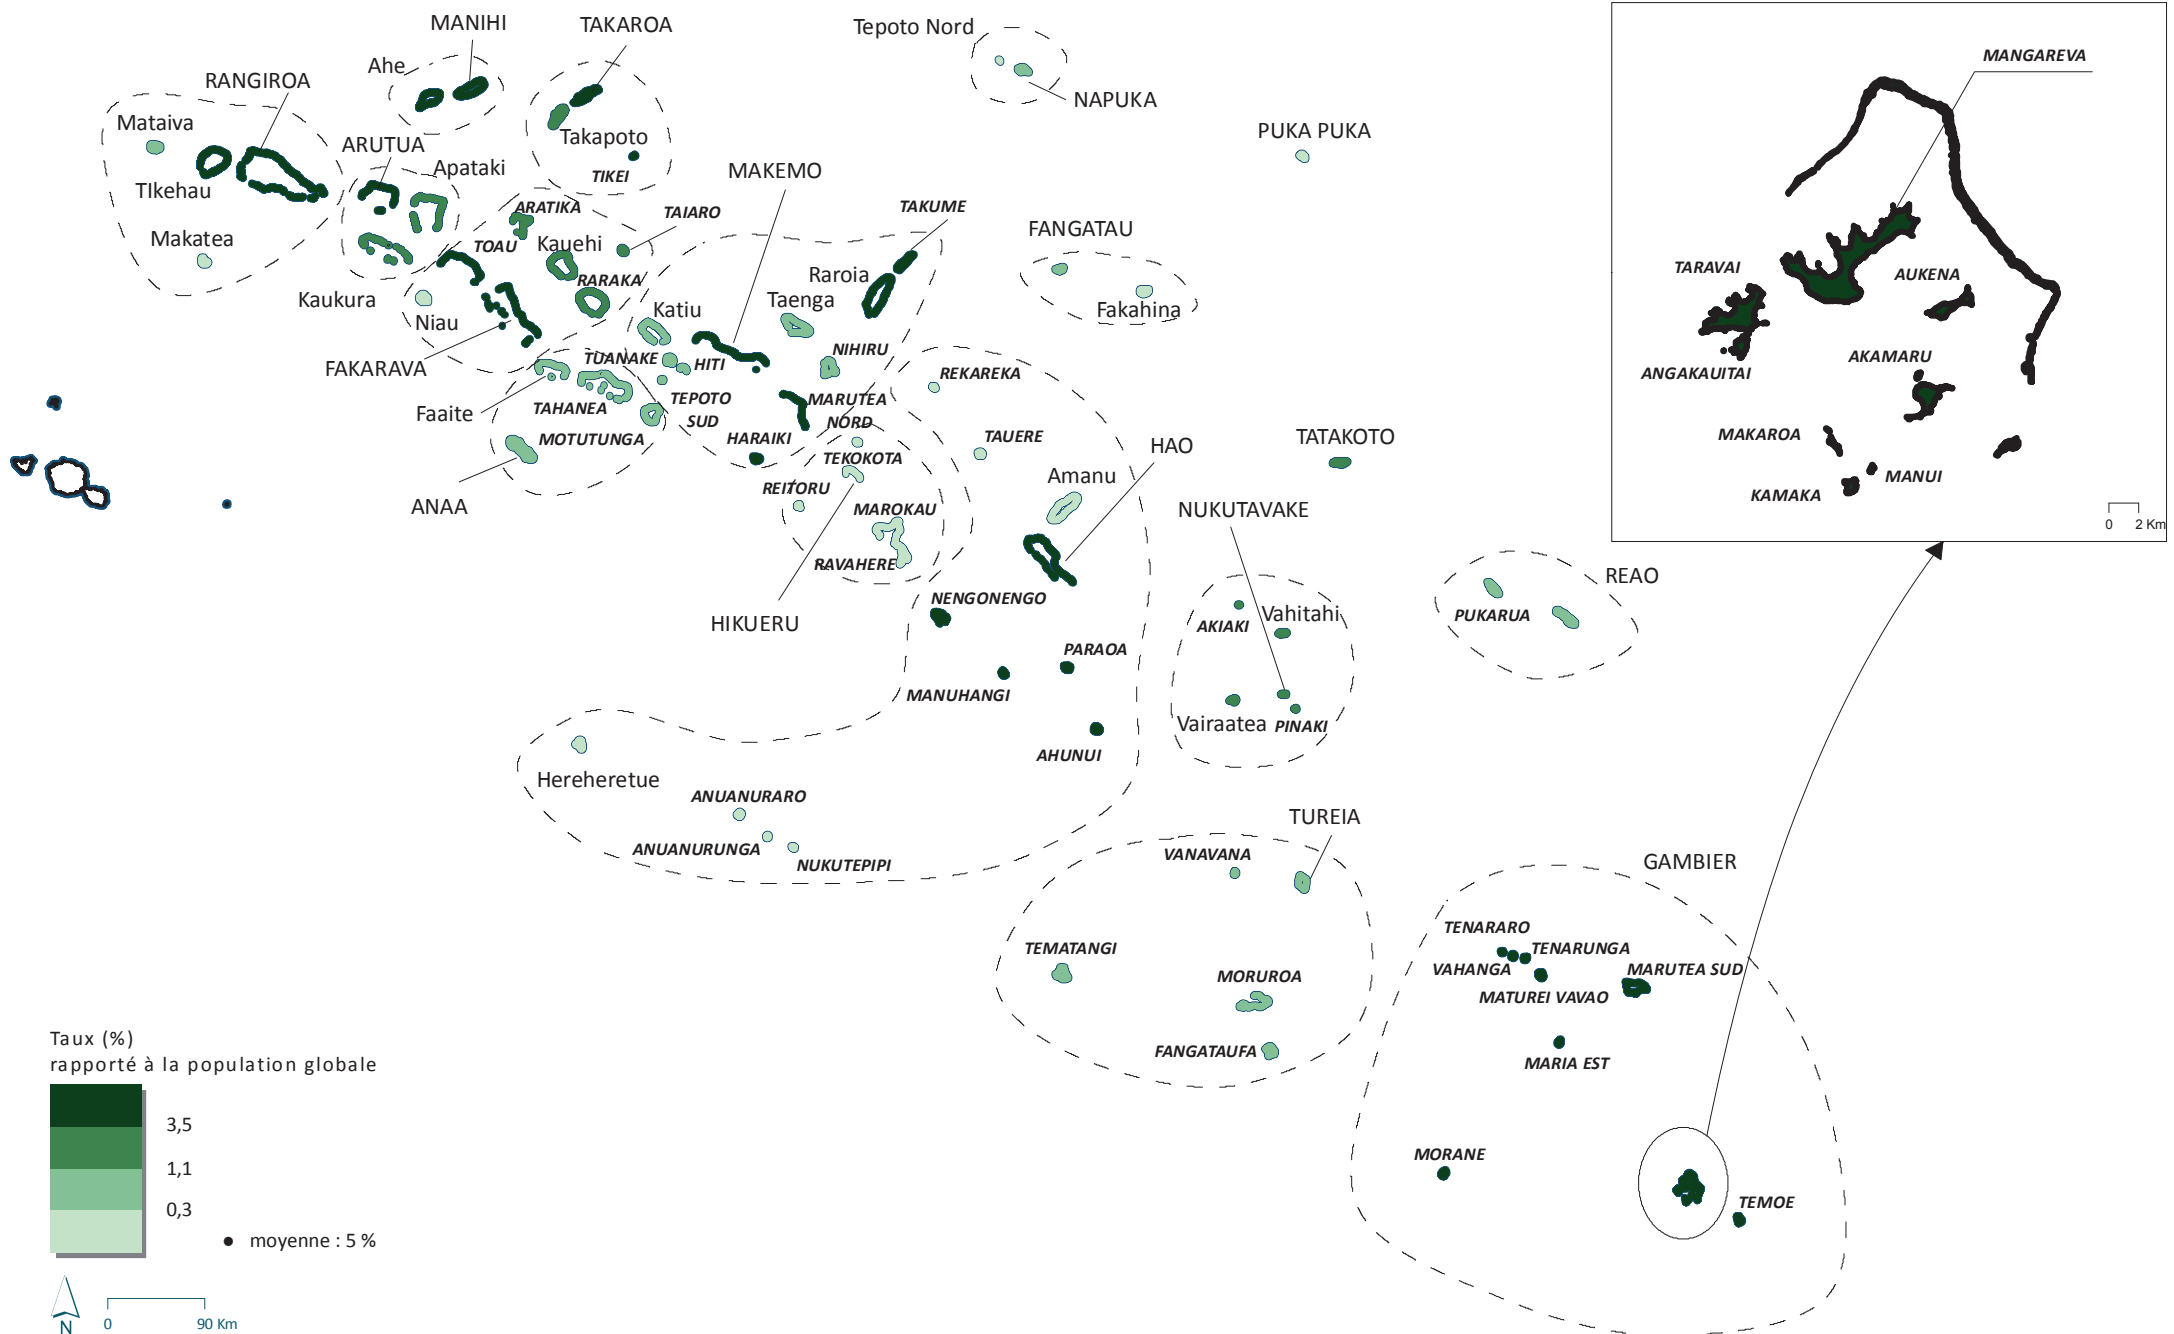 MANIHI
TAKAROA
Tepoto Nord
MANGAREVA
Ahe
RANGIROA
NAPUKA
Mataiva
ARUTUA
Takapoto
PUKA PUKA
Apataki
MAKEMO
TIKEI
TIkehau
ARATIKA
TAIARO
TAKUME
Makatea
TOAU
Kauehi
FANGATAU
Raroia
TARAVAI
AUKENA
RARAKA
Kaukura
Katiu
Taenga
Fakahina
Niau
TUANAKE
HITI
NIHIRU
AKAMARU
FAKARAVA
REKAREKA
ANGAKAUITAI
Faaite
TAHANEA
TEPOTO
SUD
MARUTEA
NORD
MOTUTUNGA
HARAIKI
TAUERE
HAO
TATAKOTO
MAKAROA
TEKOKOTA
Amanu
MANUI
ANAA
REITORU
MAROKAU
NUKUTAVAKE
KAMAKA
0 2 Km
RAVAHERE
REAO
NENGONENGO
HIKUERU
Vahitahi
AKIAKI
PUKARUA
PARAOA
MANUHANGI
Vairaatea
PINAKI
AHUNUI
Hereheretue
ANUANURARO
TUREIA
ANUANURUNGA
NUKUTEPIPI
VANAVANA
GAMBIER
TENARARO
TEMATANGI
TENARUNGA
VAHANGA
MARUTEA SUD
MORUROA
MATUREI VAVAO
FANGATAUFA
MARIA EST
Taux (%)
rapporté à la population globale
3,5
1,1
0,3
moyenne : 5 %
MORANE
TEMOE
N
0 90 Km